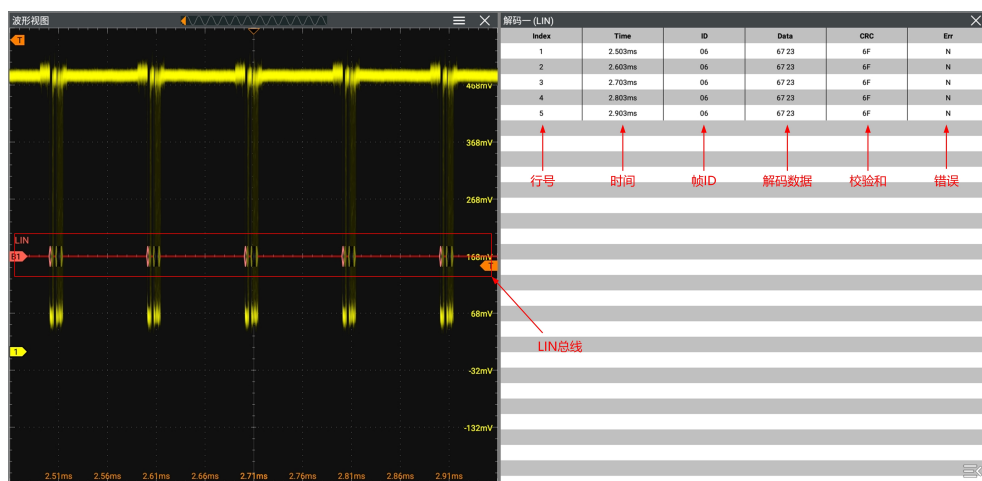 波形视图
解码一 (LIN)
T
Index Time ID Data CRC Err
1 2.503ms 06 67 23 6F N
2 2.603ms 06 67 23 6F N
3 2.703ms 06 67 23 6F N
4 2.803ms 06 67 23 6F N
5 2.903ms 06 67 23 6F N
行号 时间 帧ID 解码数据 校验和 错误
468mV
368mV
268mV
LIN
B1
168mV
T
68mV
LIN总线
1
-32mV
-132mV
2.51ms 2.56ms 2.61ms 2.66ms 2.71ms 2.76ms 2.81ms 2.86ms 2.91ms